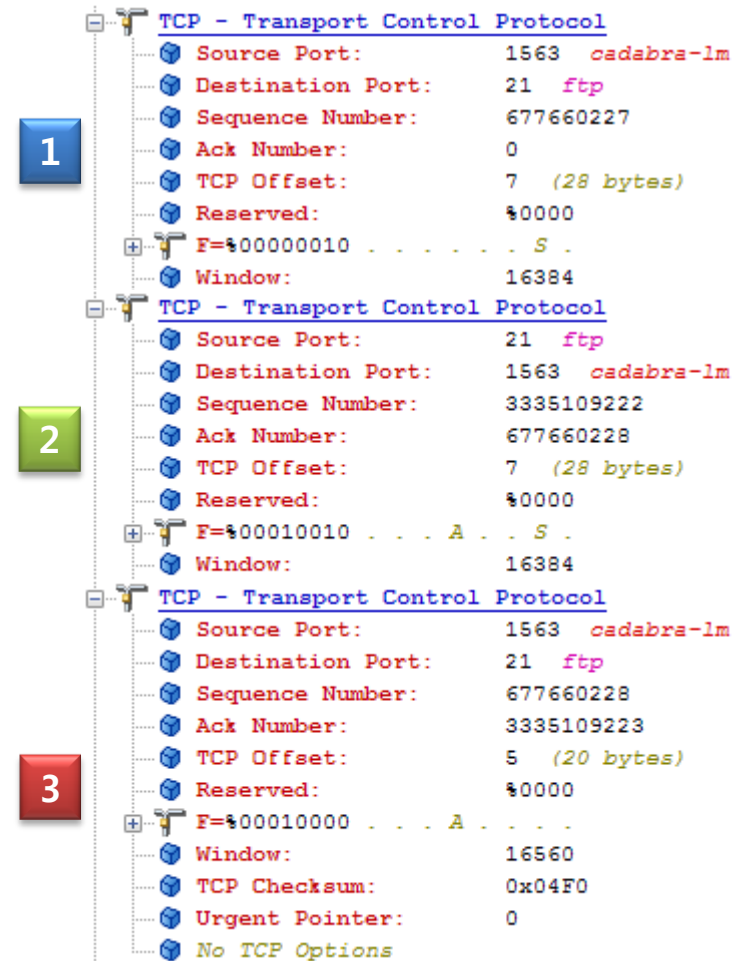 TCP - Transport Control Protocol
Source Port: 1563 cadabra-lm
Destination Port: 21 ftp
Sequence Number: 677660227
1
Ack Number: 0
TCP Offset: 7 (28 bytes)
Reserved: %0000
F=%00000010 . . . . . . S .
Window: 16384
TCP - Transport Control Protocol
Source Port: 21 ftp
Destination Port: 1563 cadabra-lm
Sequence Number: 3335109222
2
Ack Number: 677660228
TCP Offset: 7 (28 bytes)
Reserved: %0000
F=%00010010 . . . A . . S .
Window: 16384
TCP - Transport Control Protocol
Source Port: 1563 cadabra-lm
Destination Port: 21 ftp
Sequence Number: 677660228
Ack Number: 3335109223
TCP Offset: 5 (20 bytes)
3
Reserved: %0000
F=%00010000 . . . A . . . .
Window: 16560
TCP Checksum: 0x04F0
Urgent Pointer: 0
No TCP Options